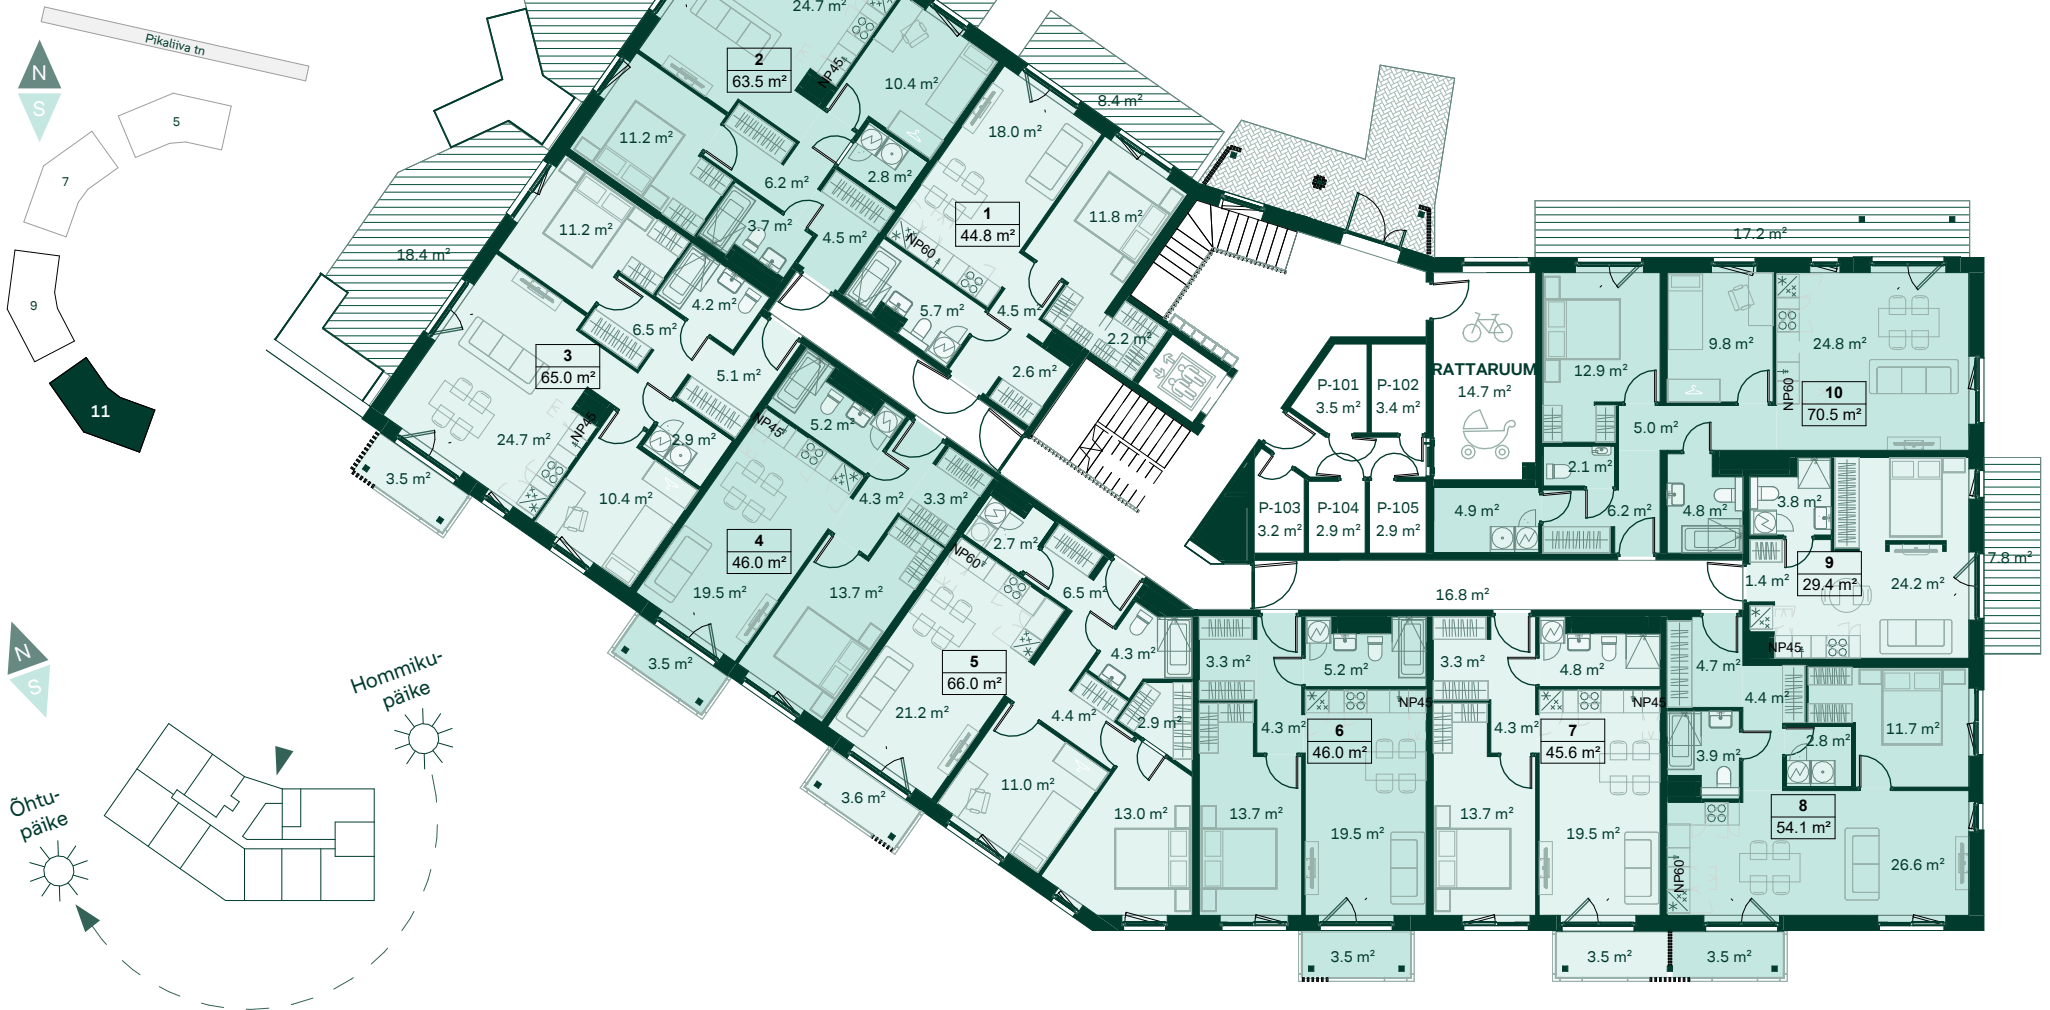 Pikaliiva tn
N
S
5
7
9
11
N
S
Hommiku-
päike
Õhtu-
päike
24.7 m²
2
63.5 m²
NP45
10.4 m²
11.2 m²
6.2 m²
2.8 m²
3.7 m²
4.5 m²
8.4 m²
18.0 m²
1
44.8 m²
11.8 m²
NP60
5.7 m²
4.5 m²
2.2 m²
2.6 m²
18.4 m²
11.2 m²
4.2 m²
6.5 m²
3
65.0 m²
5.1 m²
24.7 m²
NP45
2.9 m²
10.4 m²
3.5 m²
5.2 m²
NP45
4.3 m²
3.3 m²
4
46.0 m²
19.5 m²
13.7 m²
3.5 m²
2.7 m²
NP60
6.5 m²
4.3 m²
5
66.0 m²
21.2 m²
4.4 m²
2.9 m²
11.0 m²
13.0 m²
3.6 m²
P-101
3.5 m²
P-102
3.4 m²
P-103
3.2 m²
P-104
2.9 m²
P-105
2.9 m²
RATTARUUM
14.7 m²
4.9 m²
16.8 m²
17.2 m²
12.9 m²
9.8 m²
24.8 m²
NP60
10
70.5 m²
5.0 m²
2.1 m²
6.2 m²
4.8 m²
3.8 m²
9
29.4 m²
1.4 m²
24.2 m²
7.8 m²
NP45
3.3 m²
5.2 m²
4.3 m²
NP45
6
46.0 m²
13.7 m²
19.5 m²
3.5 m²
3.3 m²
4.8 m²
4.3 m²
NP45
7
45.6 m²
13.7 m²
19.5 m²
3.5 m²
4.7 m²
4.4 m²
11.7 m²
3.9 m²
2.8 m²
8
54.1 m²
NP60
26.6 m²
3.5 m²